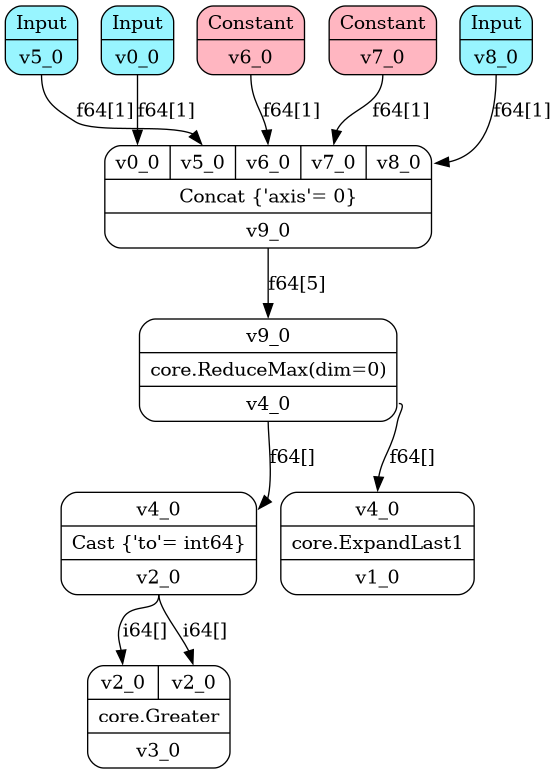 Input
v5_0
Input
v0_0
Constant
v6_0
Constant
v7_0
Input
v8_0
f64[1]
f64[1]
f64[1]
f64[1]
f64[1]
v0_0 v5_0 v6_0 v7_0 v8_0
Concat {'axis'= 0}
v9_0
f64[5]
v9_0
core.ReduceMax(dim=0)
v4_0
f64[]
f64[]
v4_0
Cast {'to'= int64}
v2_0
v4_0
core.ExpandLast1
v1_0
i64[]
i64[]
v2_0 v2_0
core.Greater
v3_0